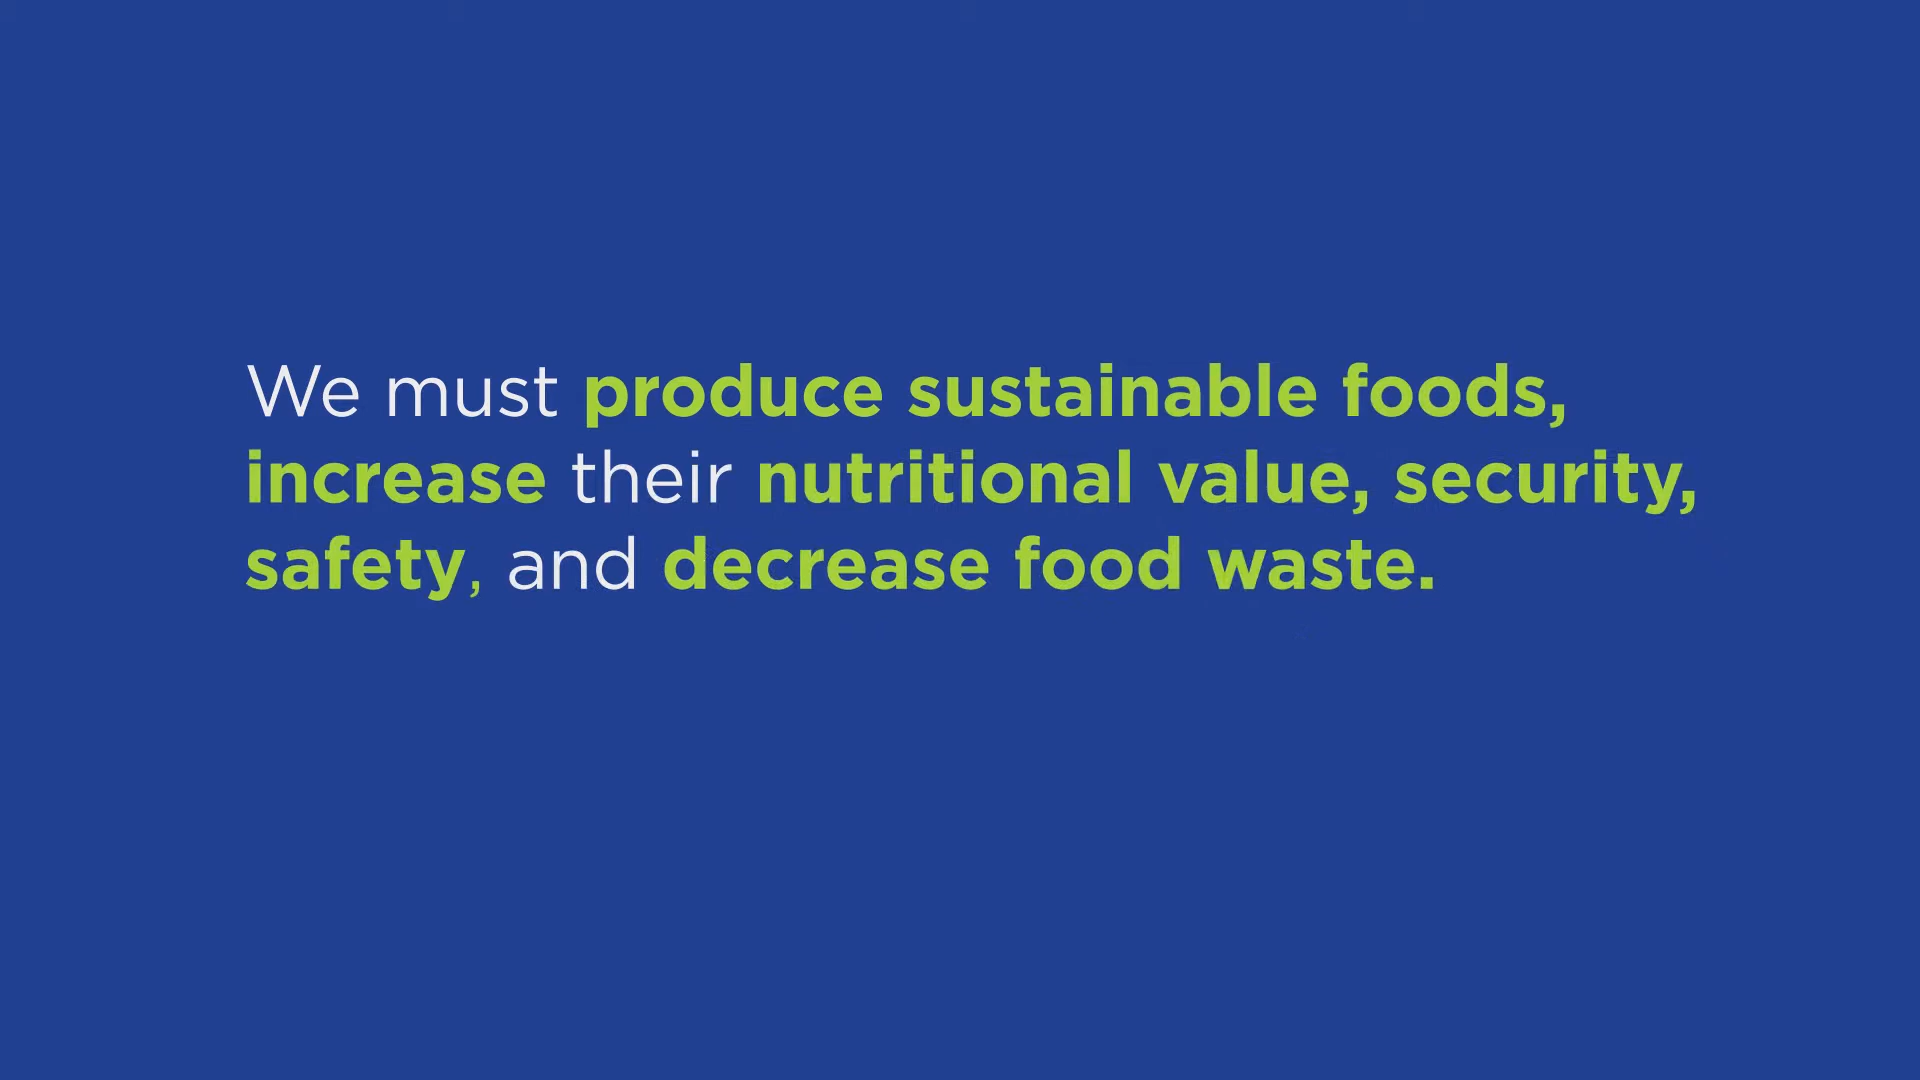 We must produce sustainable foods,
increase their nutritional value, security,
safety, and decrease food waste.